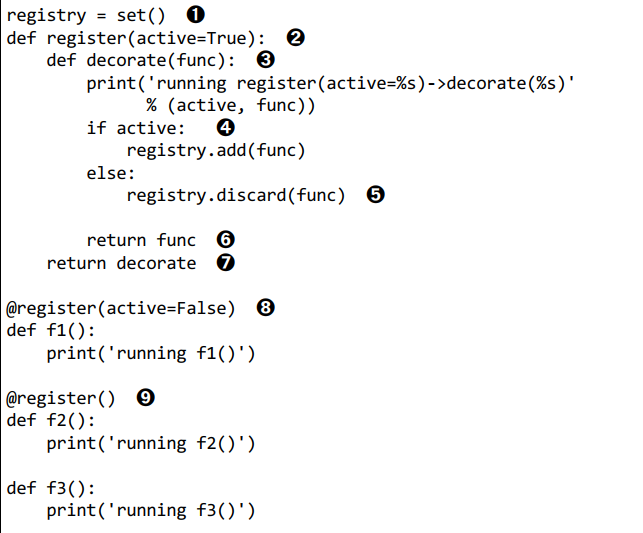 registry = set() ❶
def register(active=True): ❷
    def decorate(func): ❸
        print('running register(active=%s)->decorate(%s)'
              % (active, func))
        if active: ❹
            registry.add(func)
        else:
            registry.discard(func) ❺
        return func ❻
    return decorate ❼
@register(active=False) ❽
def f1():
    print('running f1()')
@register() ❾
def f2():
    print('running f2()')
def f3():
    print('running f3()')